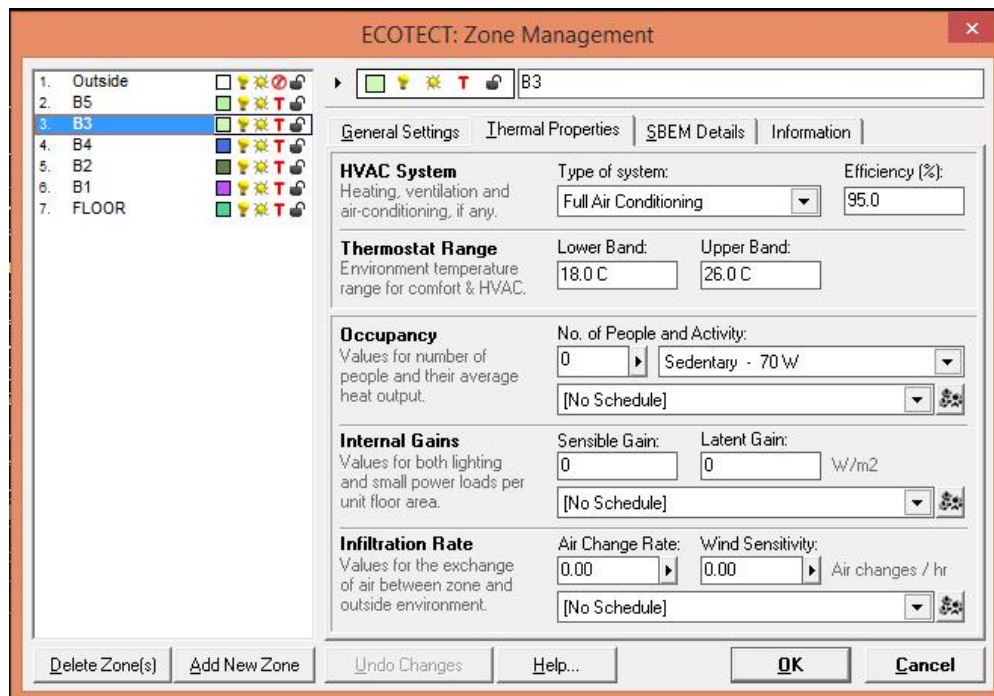 ECOTECT: Zone Management
1. Outside
2. B5
3. B3
4. B4
5. B2
6. B1
7. FLOOR
T B3
General Settings Thermal Properties SBEM Details Information
HVAC System Type of system: Efficiency (%):
Heating, ventilation and
air-conditioning, if any. Full Air Conditioning 95.0
Thermostat Range Lower Band: Upper Band:
Environment temperature
range for comfort & HVAC. 18.0 C 26.0 C
Occupancy No. of People and Activity:
Values for number of 0 Sedentary - 70 W
people and their average
heat output. [No Schedule]
Internal Gains Sensible Gain: Latent Gain:
Values for both lighting 0 0 W/m2
and small power loads per
unit floor area. [No Schedule]
Infiltration Rate Air Change Rate: Wind Sensitivity:
Values for the exchange 0.00 0.00 Air changes / hr
of air between zone and
outside environment. [No Schedule]
Delete Zone(s) Add New Zone Undo Changes Help... OK Cancel